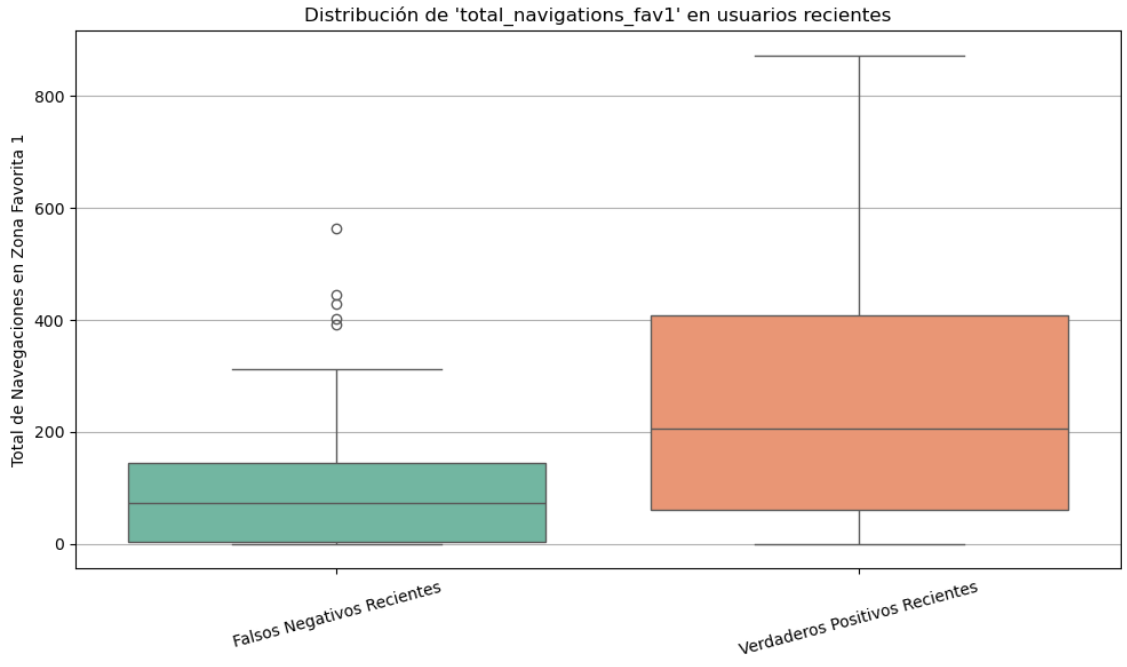 Distribución de 'total_navigations_fav1' en usuarios recientes
Total de Navegaciones en Zona Favorita 1
800
600
400
200
0
Falsos Negativos Recientes
Verdaderos Positivos Recientes